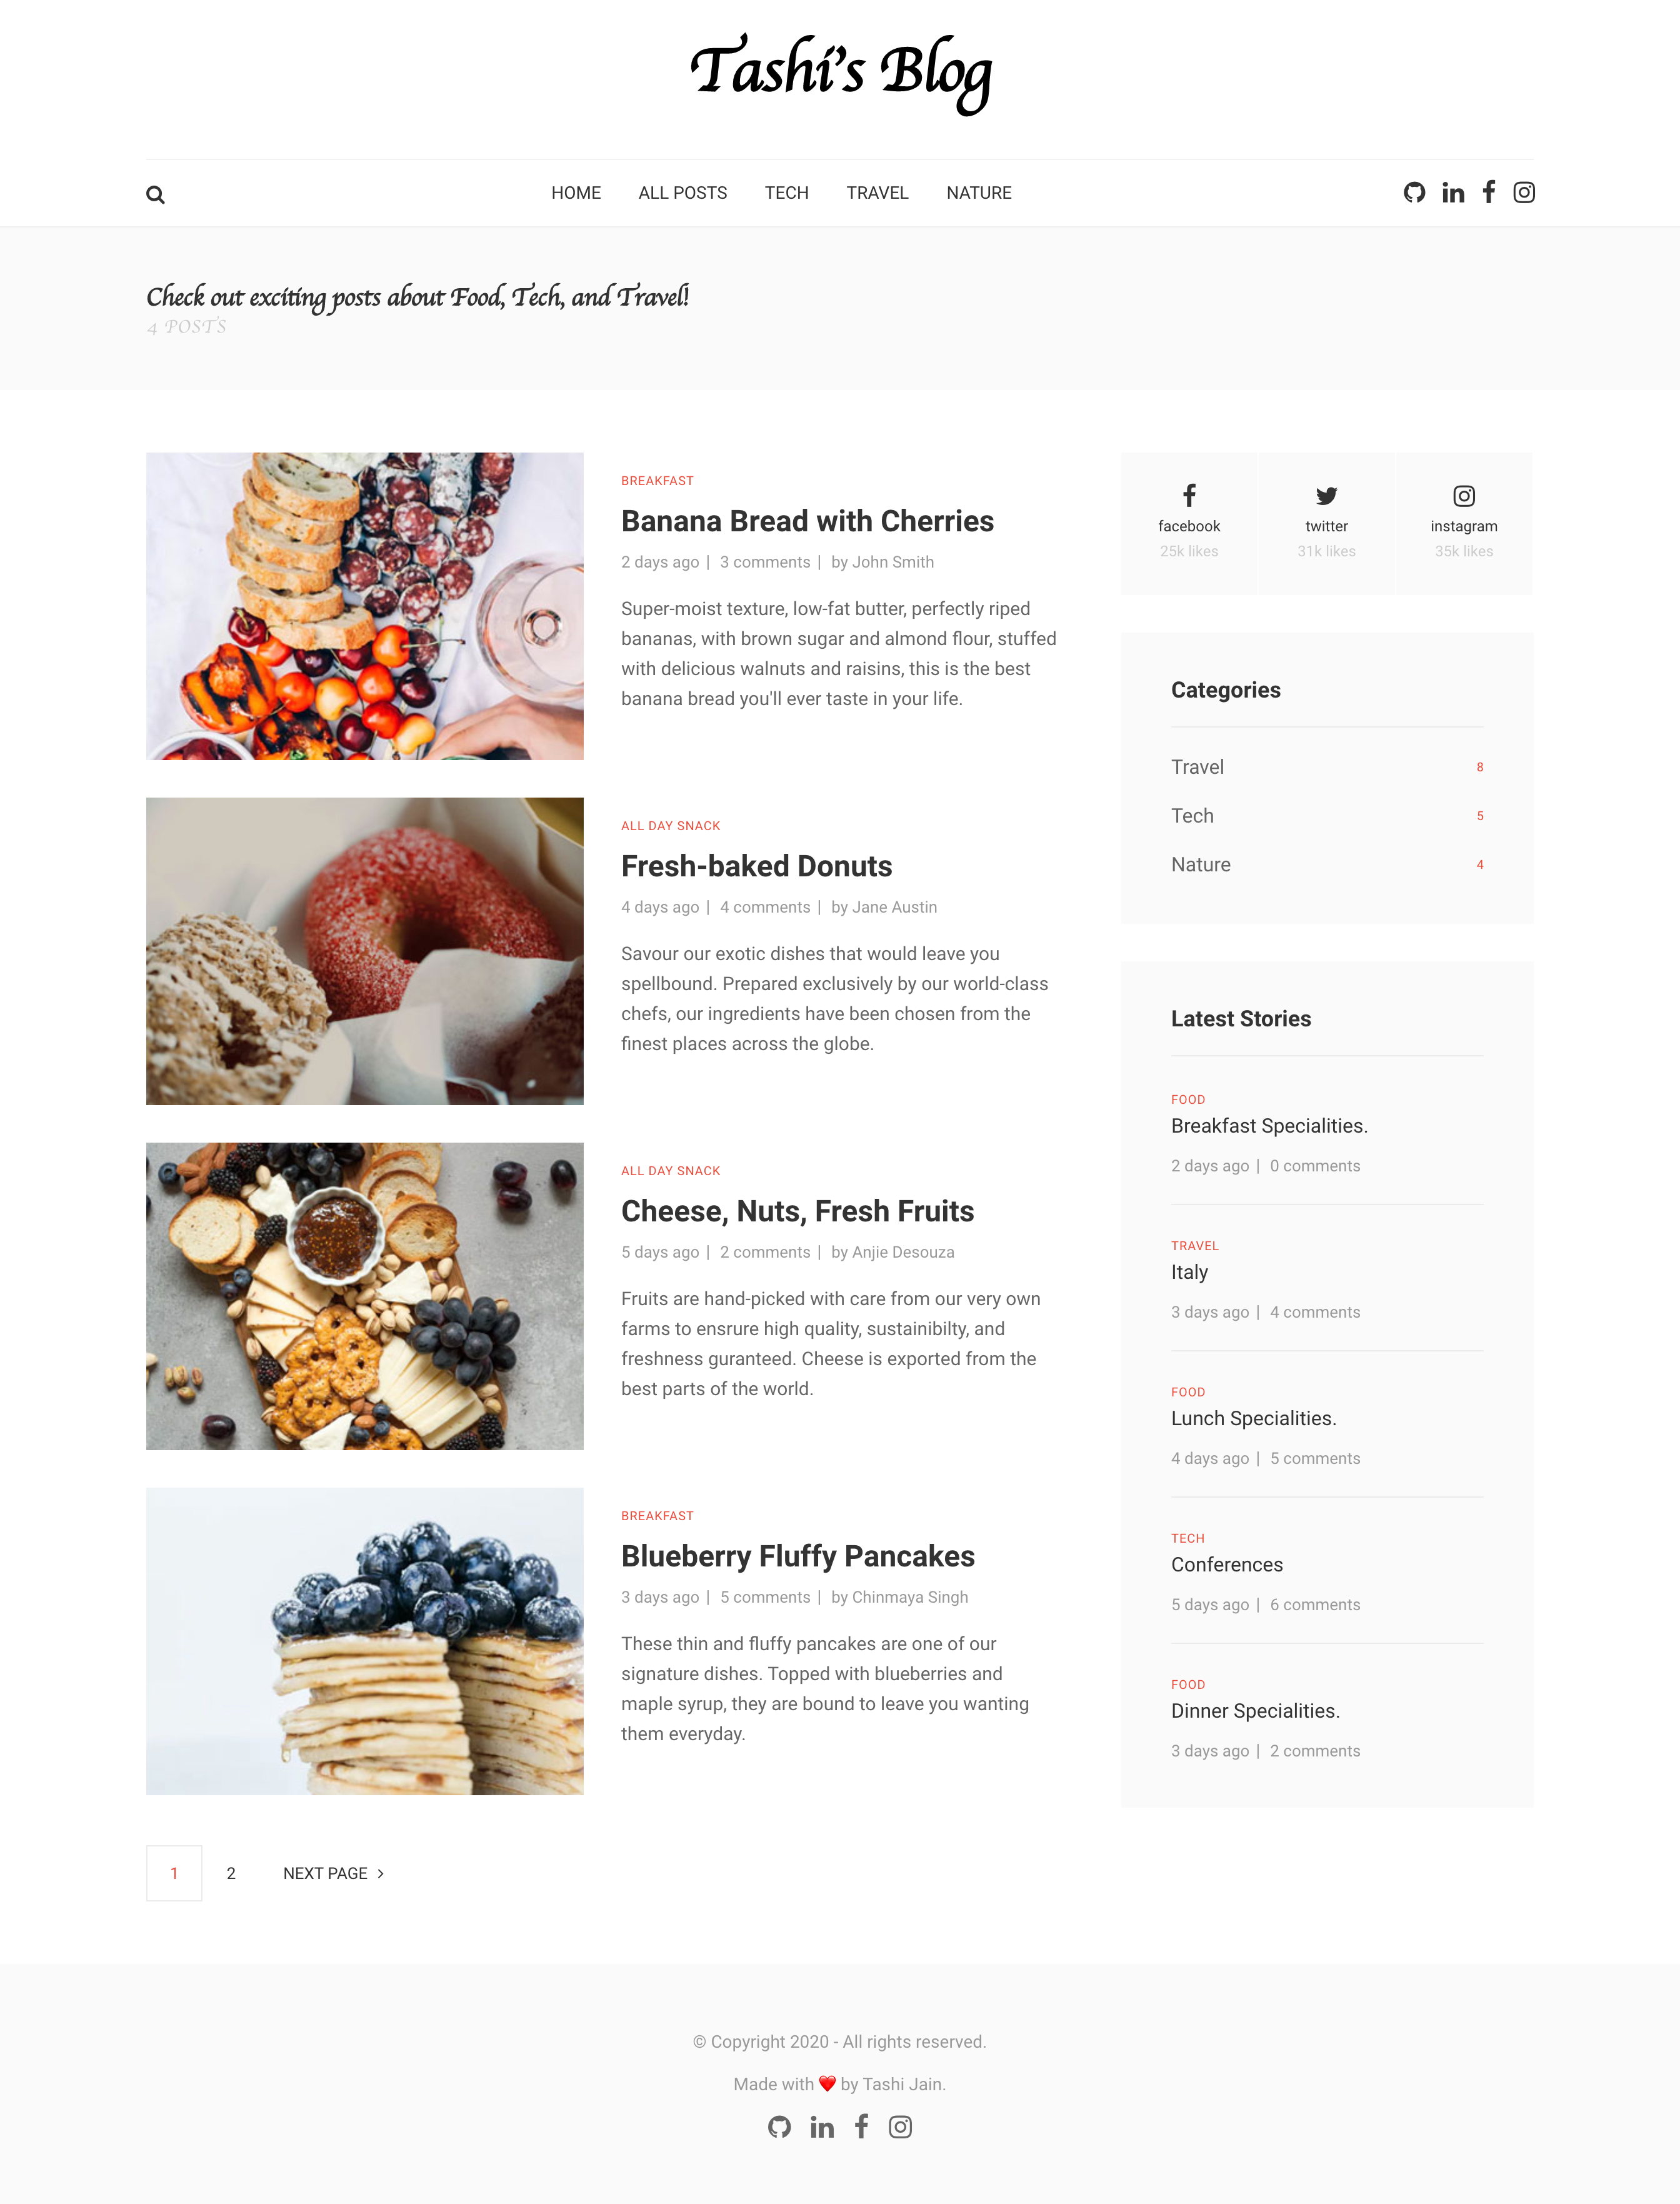 Tashi's Blog
HOME ALL POSTS TECH TRAVEL NATURE
Check out exciting posts about Food, Tech, and Travel!
4 POSTS
BREAKFAST
Banana Bread with Cherries
2 days ago | 3 comments | by John Smith
Super-moist texture, low-fat butter, perfectly riped
bananas, with brown sugar and almond flour, stuffed
with delicious walnuts and raisins, this is the best
banana bread you'll ever taste in your life.
ALL DAY SNACK
Fresh-baked Donuts
4 days ago | 4 comments | by Jane Austin
Savour our exotic dishes that would leave you
spellbound. Prepared exclusively by our world-class
chefs, our ingredients have been chosen from the
finest places across the globe.
ALL DAY SNACK
Cheese, Nuts, Fresh Fruits
5 days ago | 2 comments | by Anjie Desouza
Fruits are hand-picked with care from our very own
farms to ensrure high quality, sustainibilty, and
freshness guranteed. Cheese is exported from the
best parts of the world.
BREAKFAST
Blueberry Fluffy Pancakes
3 days ago | 5 comments | by Chinmaya Singh
These thin and fluffy pancakes are one of our
signature dishes. Topped with blueberries and
maple syrup, they are bound to leave you wanting
them everyday.
1 2 NEXT PAGE >
facebook twitter instagram
25k likes 31k likes 35k likes
Categories
Travel 8
Tech 5
Nature 4
Latest Stories
FOOD
Breakfast Specialities.
2 days ago | 0 comments
TRAVEL
Italy
3 days ago | 4 comments
FOOD
Lunch Specialities.
4 days ago | 5 comments
TECH
Conferences
5 days ago | 6 comments
FOOD
Dinner Specialities.
3 days ago | 2 comments
© Copyright 2020 - All rights reserved.
Made with ❤️ by Tashi Jain.